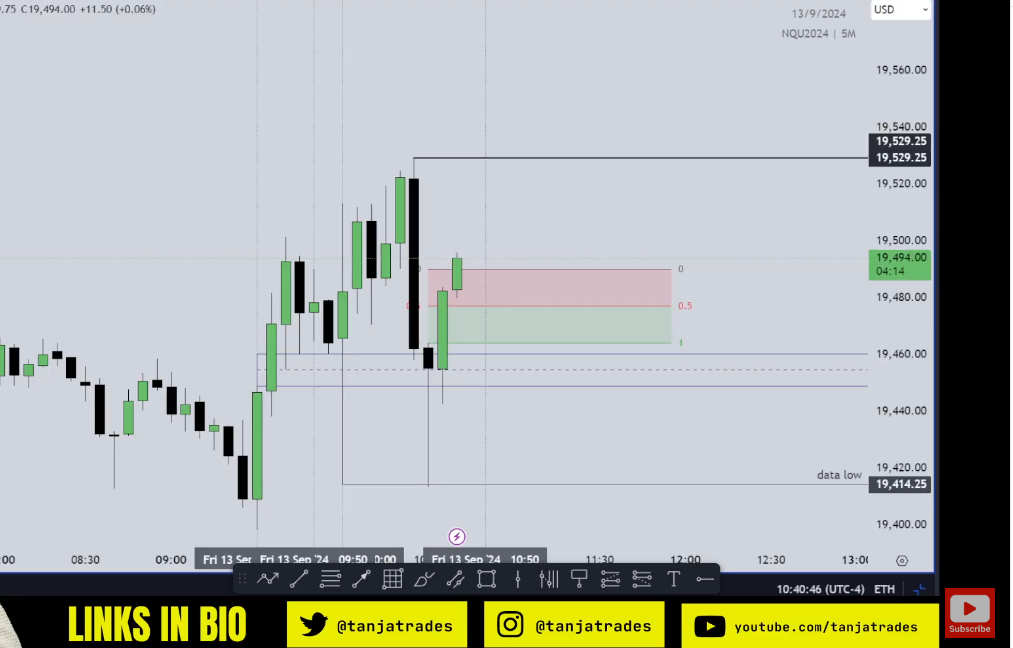 .75 C19,494.00 +11.50 (+0.06%)
13/9/2024
NQU2024 | 5M
USD
19,560.00
19,540.00
19,529.25
19,529.25
19,520.00
19,500.00
19,494.00
04:14
19,480.00
19,460.00
19,440.00
19,420.00
19,414.25
19,400.00
0
0.5
1
data low
:00
08:30
09:00
Fri 13 Sep
Fri 13 Sep '24 09:50
0:00
10
Fri 13 Sep '24 10:50
11:30
12:00
12:30
13:0
T
10:40:46 (UTC-4) ETH
LINKS IN BIO
@tanjatrades
@tanjatrades
youtube.com/tanjatrades
Subscribe